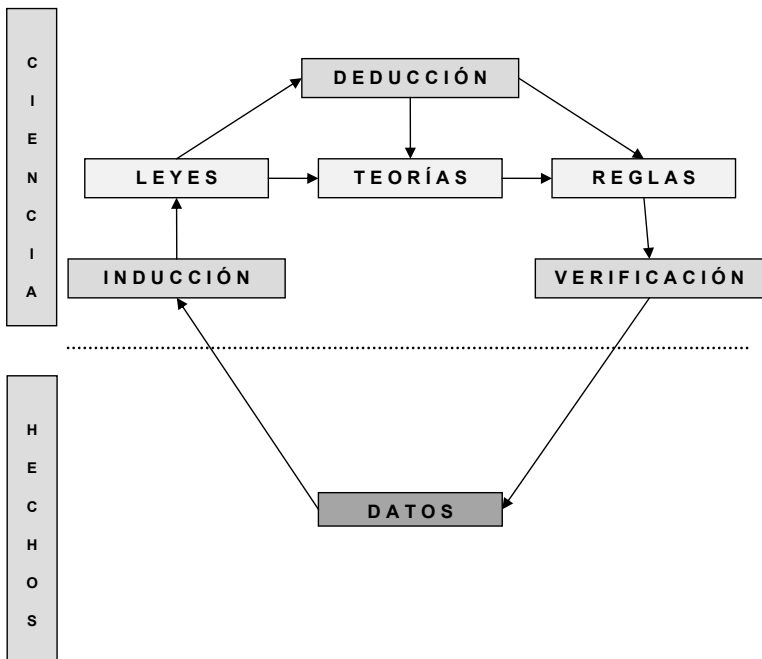 CIENCIA
DEDUCCIÓN
LEYES
TEORÍAS
REGLAS
INDUCCIÓN
VERIFICACIÓN
HECHOS
DATOS